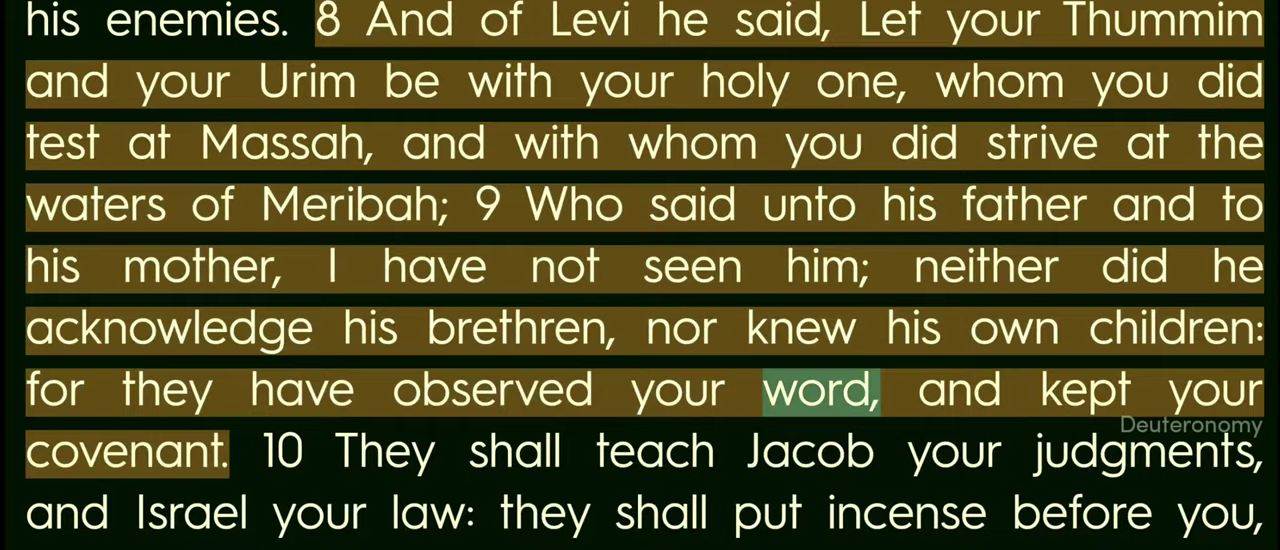 his enemies. 8 And of Levi he said, Let your Thummim
and your Urim be with your holy one, whom you did
test at Massah, and with whom you did strive at the
waters of Meribah; 9 Who said unto his father and to
his mother, I have not seen him; neither did he
acknowledge his brethren, nor knew his own children:
for they have observed your word, and kept your
Deuteronomy
covenant. 10 They shall teach Jacob your judgments,
and Israel your law: they shall put incense before you,